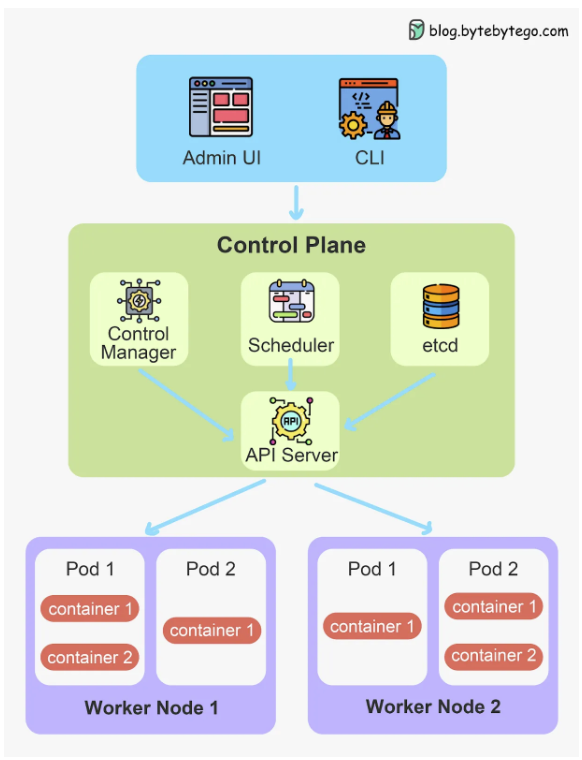 blog.bytebytego.com
Admin UI
CLI
</>
Control Plane
Control
Manager
Scheduler
etcd
API
API Server
Pod 1
Pod 2
container 1
container 2
container 1
Worker Node 1
Pod 1
Pod 2
container 1
container 1
container 2
Worker Node 2